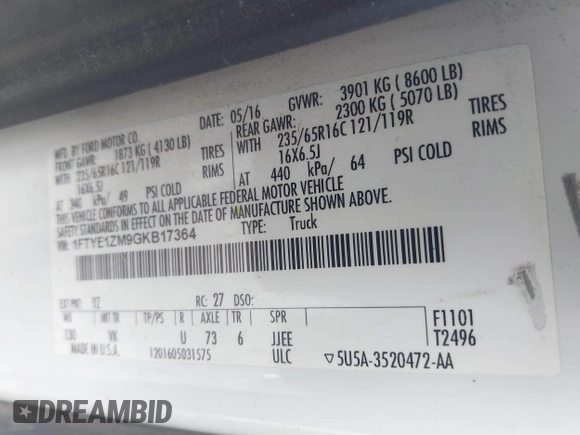 MFD. BY FORD MOTOR CO.
DATE: 05/16 GVWR: 3901 KG ( 8600 LB)
FRONT GAWR: 1873 KG ( 4130 LB)
REAR GAWR: 2300 KG ( 5070 LB)
WITH 235/65R16C 121/119R TIRES
WITH 235/65R16C 121/119R TIRES
16X6.5J RIMS
16X6.5J RIMS
AT 340 kPa/ 49 PSI COLD
AT 440 kPa/ 64 PSI COLD
THIS VEHICLE CONFORMS TO ALL APPLICABLE FEDERAL MOTOR VEHICLE
SAFETY STANDARDS IN EFFECT ON THE DATE OF MANUFACTURE SHOWN ABOVE.
VIN: 1FTYE1ZM9GKB17364
TYPE: Truck
EXT PNT: YZ RC: 27 DSO:
WB INT TR TP/PS R AXLE TR SPR
130 VK U 73 6 JJEE
F1101
T2496
MADE IN U.S.A. 1201605031575 ULC ▽5U5A-3520472-AA
DREAMBID
COMPLETE DEALERSHIP SOLUTION